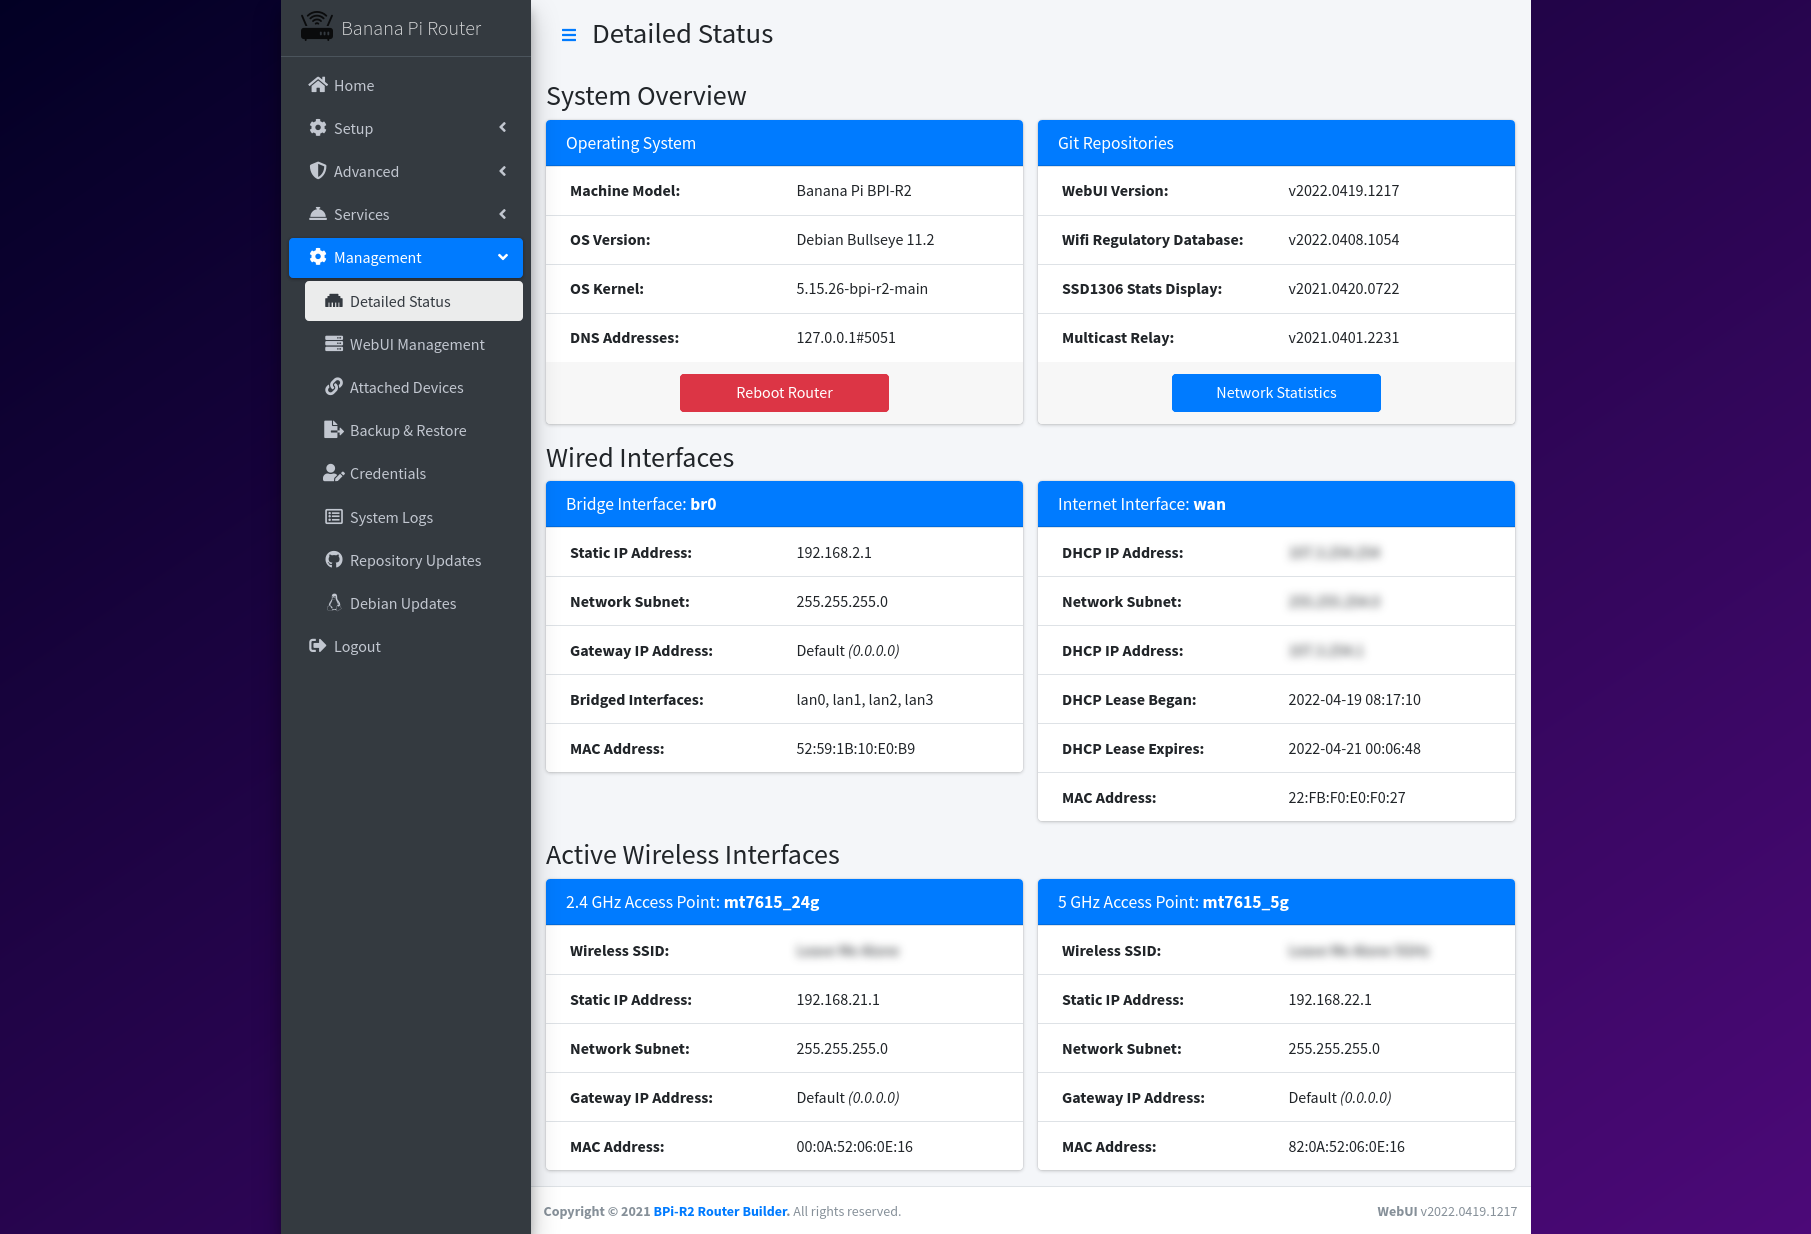 Banana Pi Router
Home
Setup
Advanced
Services
Management
Detailed Status
WebUI Management
Attached Devices
Backup & Restore
Credentials
System Logs
Repository Updates
Debian Updates
Logout
Detailed Status
System Overview
Operating System
Machine Model: Banana Pi BPI-R2
OS Version: Debian Bullseye 11.2
OS Kernel: 5.15.26-bpi-r2-main
DNS Addresses: 127.0.0.1#5051
Reboot Router
Git Repositories
WebUI Version: v2022.0419.1217
Wifi Regulatory Database: v2022.0408.1054
SSD1306 Stats Display: v2021.0420.0722
Multicast Relay: v2021.0401.2231
Network Statistics
Wired Interfaces
Bridge Interface: br0
Static IP Address: 192.168.2.1
Network Subnet: 255.255.255.0
Gateway IP Address: Default (0.0.0.0)
Bridged Interfaces: lan0, lan1, lan2, lan3
MAC Address: 52:59:1B:10:E0:B9
Internet Interface: wan
DHCP IP Address:
Network Subnet:
DHCP IP Address:
DHCP Lease Began: 2022-04-19 08:17:10
DHCP Lease Expires: 2022-04-21 00:06:48
MAC Address: 22:FB:F0:E0:F0:27
Active Wireless Interfaces
2.4 GHz Access Point: mt7615_24g
Wireless SSID:
Static IP Address: 192.168.21.1
Network Subnet: 255.255.255.0
Gateway IP Address: Default (0.0.0.0)
MAC Address: 00:0A:52:06:0E:16
5 GHz Access Point: mt7615_5g
Wireless SSID:
Static IP Address: 192.168.22.1
Network Subnet: 255.255.255.0
Gateway IP Address: Default (0.0.0.0)
MAC Address: 82:0A:52:06:0E:16
Copyright © 2021 BPi-R2 Router Builder. All rights reserved.
WebUI v2022.0419.1217